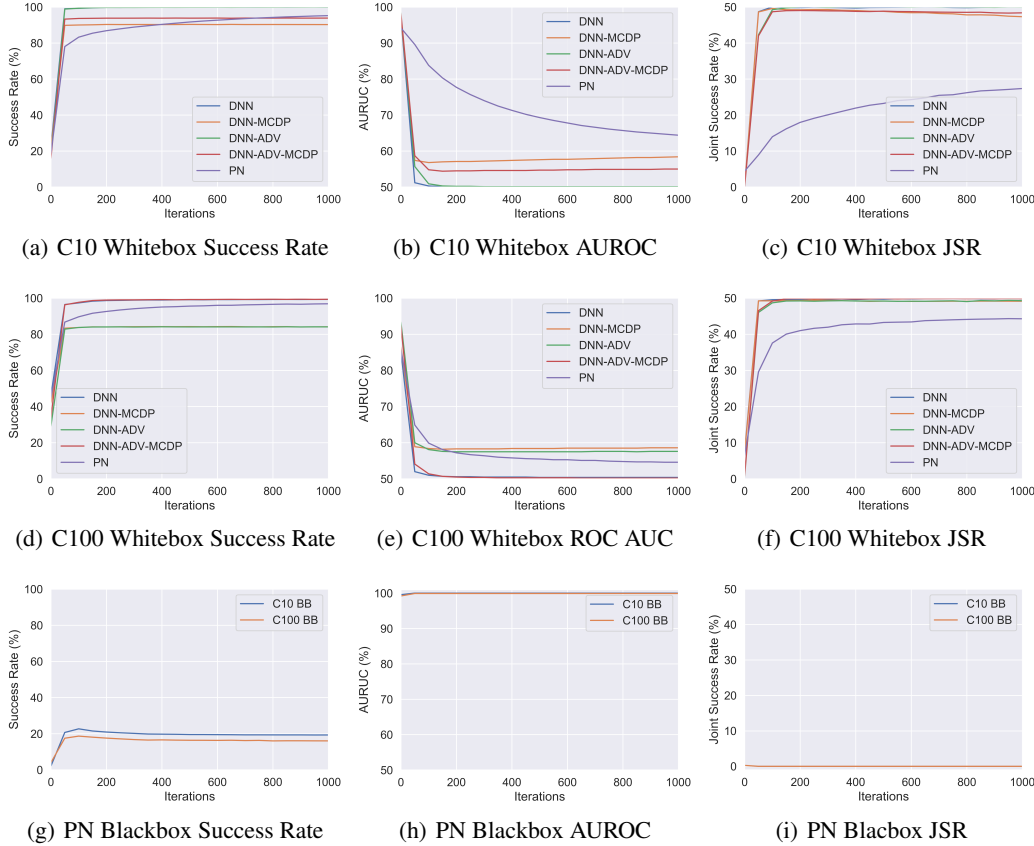 100
80
60
40
20
0
Success Rate (%)
DNN
DNN-MCDP
DNN-ADV
DNN-ADV-MCDP
PN
0 200 400 600 800 1000
Iterations
(a) C10 Whitebox Success Rate
100
90
80
70
60
50
AURUC (%)
DNN
DNN-MCDP
DNN-ADV
DNN-ADV-MCDP
PN
0 200 400 600 800 1000
Iterations
(b) C10 Whitebox AUROC
50
40
30
20
10
0
Joint Success Rate (%)
DNN
DNN-MCDP
DNN-ADV
DNN-ADV-MCDP
PN
0 200 400 600 800 1000
Iterations
(c) C10 Whitebox JSR
100
80
60
40
20
0
Success Rate (%)
DNN
DNN-MCDP
DNN-ADV
DNN-ADV-MCDP
PN
0 200 400 600 800 1000
Iterations
(d) C100 Whitebox Success Rate
100
90
80
70
60
50
AURUC (%)
DNN
DNN-MCDP
DNN-ADV
DNN-ADV-MCDP
PN
0 200 400 600 800 1000
Iterations
(e) C100 Whitebox ROC AUC
50
40
30
20
10
0
Joint Success Rate (%)
DNN
DNN-MCDP
DNN-ADV
DNN-ADV-MCDP
PN
0 200 400 600 800 1000
Iterations
(f) C100 Whitebox JSR
100
80
60
40
20
0
Success Rate (%)
C10 BB
C100 BB
0 200 400 600 800 1000
Iterations
(g) PN Blackbox Success Rate
100
90
80
70
60
50
AURUC (%)
C10 BB
C100 BB
0 200 400 600 800 1000
Iterations
(h) PN Blackbox AUROC
50
40
30
20
10
0
Joint Success Rate (%)
C10 BB
C100 BB
0 200 400 600 800 1000
Iterations
(i) PN Blacbox JSR